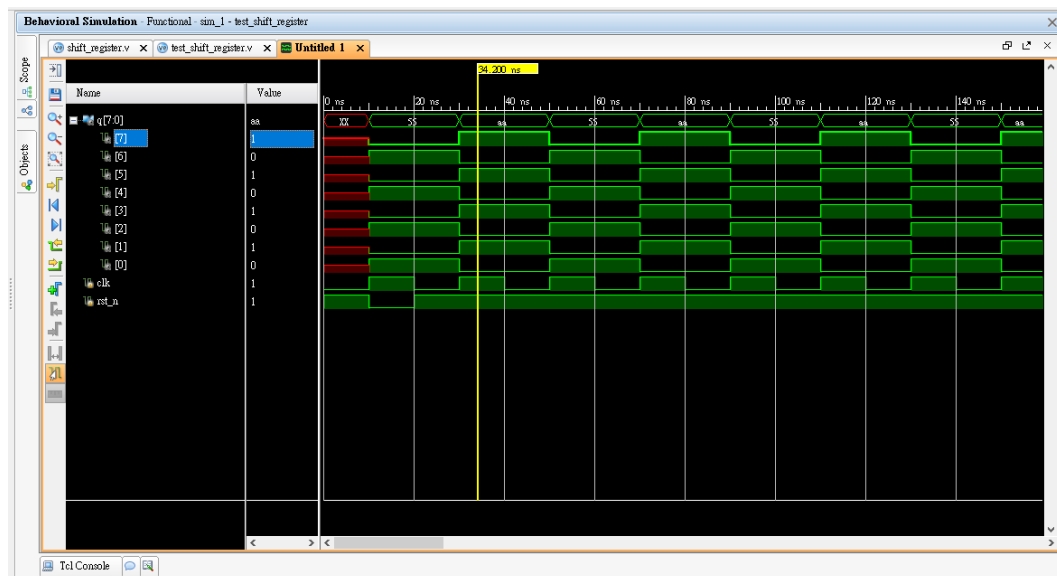 Behavioral Simulation - Functional - sim_1 - test_shift_register
Scope
Objects
shift_register.v
test_shift_register.v
Untitled 1
34.200 ns
Name Value
0 ns 20 ns 40 ns 60 ns 80 ns 100 ns 120 ns 140 ns
q[7:0] aa XX 55 aa 55 aa 55 aa 55 aa
[7] 1
[6] 0
[5] 1
[4] 0
[3] 1
[2] 0
[1] 1
[0] 0
clk 1
rst_n 1
Tcl Console